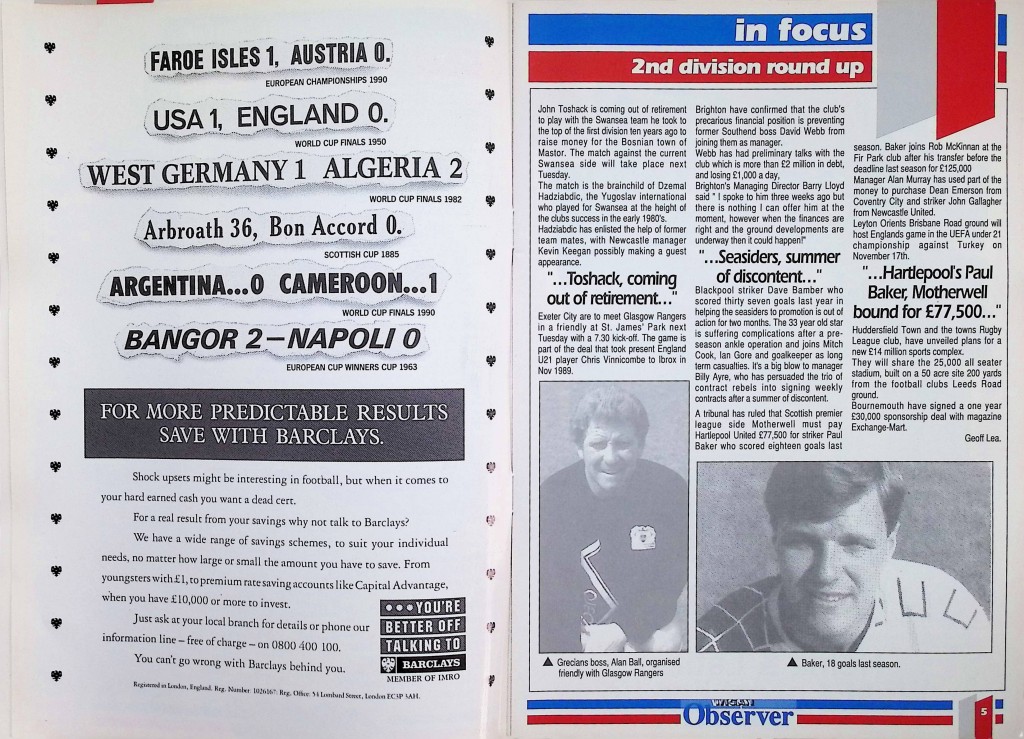 FAROE ISLES 1, AUSTRIA 0.
EUROPEAN CHAMPIONSHIPS 1990
USA 1, ENGLAND 0.
WORLD CUP FINALS 1950
WEST GERMANY 1 ALGERIA 2
WORLD CUP FINALS 1982
Arbroath 36, Bon Accord 0.
SCOTTISH CUP 1885
ARGENTINA...0 CAMEROON...1
WORLD CUP FINALS 1990
BANGOR 2 – NAPOLI 0
EUROPEAN CUP WINNERS CUP 1963
FOR MORE PREDICTABLE RESULTS
SAVE WITH BARCLAYS.
Shock upsets might be interesting in football, but when it comes to
your hard earned cash you want a dead cert.
For a real result from your savings why not talk to Barclays?
We have a wide range of savings schemes, to suit your individual
needs, no matter how large or small the amount you have to save. From
youngsters with £1, to premium rate saving accounts like Capital Advantage,
when you have £10,000 or more to invest.
Just ask at your local branch for details or phone our
information line – free of charge – on 0800 400 100.
You can't go wrong with Barclays behind you.
●●●YOU'RE
BETTER OFF
TALKING TO
BARCLAYS
MEMBER OF IMRO
Registered in London, England. Reg. Number: 1026167. Reg. Office: 54 Lombard Street, London EC3P 3AH.
in focus
2nd division round up
John Toshack is coming out of retirement
to play with the Swansea team he took to
the top of the first division ten years ago to
raise money for the Bosnian town of
Mastor. The match against the current
Swansea side will take place next
Tuesday.
The match is the brainchild of Dzemal
Hadziabdic, the Yugoslav international
who played for Swansea at the height of
the clubs success in the early 1980's.
Hadziabdic has enlisted the help of former
team mates, with Newcastle manager
Kevin Keegan possibly making a guest
appearance.
"...Toshack, coming
out of retirement..."
Exeter City are to meet Glasgow Rangers
in a friendly at St. James' Park next
Tuesday with a 7.30 kick-off. The game is
part of the deal that took present England
U21 player Chris Vinnicombe to Ibrox in
Nov 1989.
Grecians boss, Alan Ball, organised
friendly with Glasgow Rangers
Brighton have confirmed that the club's
precarious financial position is preventing
former Southend boss David Webb from
joining them as manager.
Webb has had preliminary talks with the
club which is more than £2 million in debt,
and losing £1,000 a day,
Brighton's Managing Director Barry Lloyd
said " I spoke to him three weeks ago but
there is nothing I can offer him at the
moment, however when the finances are
right and the ground developments are
underway then it could happen!"
"...Seasiders, summer
of discontent..."
Blackpool striker Dave Bamber who
scored thirty seven goals last year in
helping the seasiders to promotion is out of
action for two months. The 33 year old star
is suffering complications after a pre-
season ankle operation and joins Mitch
Cook, Ian Gore and goalkeeper as long
term casualties. It's a big blow to manager
Billy Ayre, who has persuaded the trio of
contract rebels into signing weekly
contracts after a summer of discontent.
A tribunal has ruled that Scottish premier
league side Motherwell must pay
Hartlepool United £77,500 for striker Paul
Baker who scored eighteen goals last
season. Baker joins Rob McKinnan at the
Fir Park club after his transfer before the
deadline last season for £125,000
Manager Alan Murray has used part of the
money to purchase Dean Emerson from
Coventry City and striker John Gallagher
from Newcastle United.
Leyton Orients Brisbane Road ground will
host Englands game in the UEFA under 21
championship against Turkey on
November 17th.
"...Hartlepool's Paul
Baker, Motherwell
bound for £77,500..."
Huddersfield Town and the towns Rugby
League club, have unveiled plans for a
new £14 million sports complex.
They will share the 25,000 all seater
stadium, built on a 50 acre site 200 yards
from the football clubs Leeds Road
ground.
Bournemouth have signed a one year
£30,000 sponsorship deal with magazine
Exchange-Mart.
Geoff Lea.
Baker, 18 goals last season.
WIGAN
Observer
5